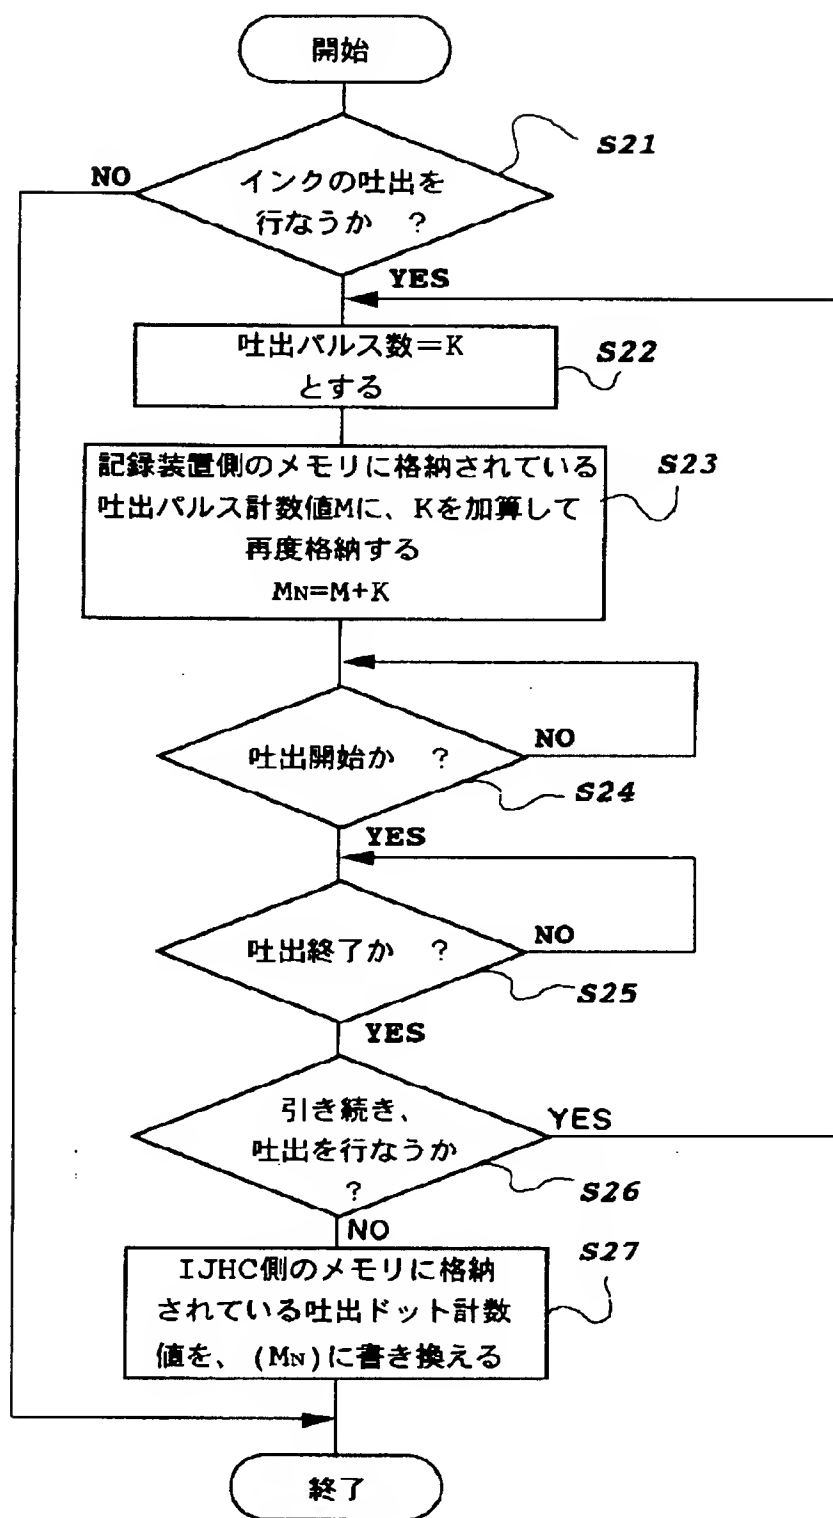 開始
S21
NO
インクの吐出を
行なうか ?
YES
吐出パルス数=K
とする
S22
記録装置側のメモリに格納されている
吐出パルス計数値Mに、Kを加算して
再度格納する
MN=M+K
S23
吐出開始か ?
NO
S24
YES
吐出終了か ?
NO
S25
YES
引き続き、
吐出を行なうか
?
YES
S26
NO
S27
IJHC側のメモリに格納
されている吐出ドット計数
値を、(MN)に書き換える
終了